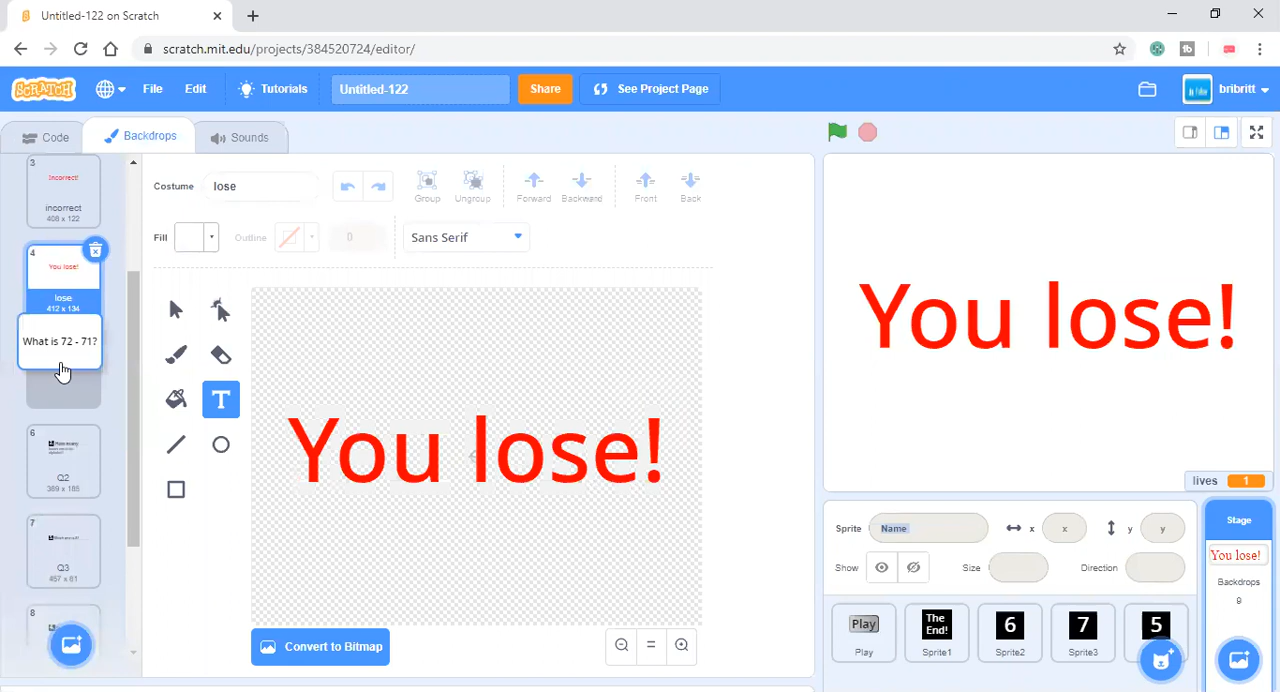 Untitled-122 on Scratch
scratch.mit.edu/projects/384520724/editor/
SCRATCH
File
Edit
Tutorials
Untitled-122
Share
See Project Page
bribritt
Code
Backdrops
Sounds
3
Incorrect!
incorrect
408 x 122
4
You lose!
lose
412 x 134
What is 72 - 71?
6
Q2
389 x 185
7
Q3
457 x 61
8
Costume
lose
Group
Ungroup
Forward
Backward
Front
Back
Fill
Outline
0
Sans Serif
T
You lose!
Convert to Bitmap
You lose!
lives 1
Sprite
Name
x
x
y
y
Show
Size
Direction
Play
Play
The End!
Sprite1
6
Sprite2
7
Sprite3
5
Stage
You lose!
Backdrops
9